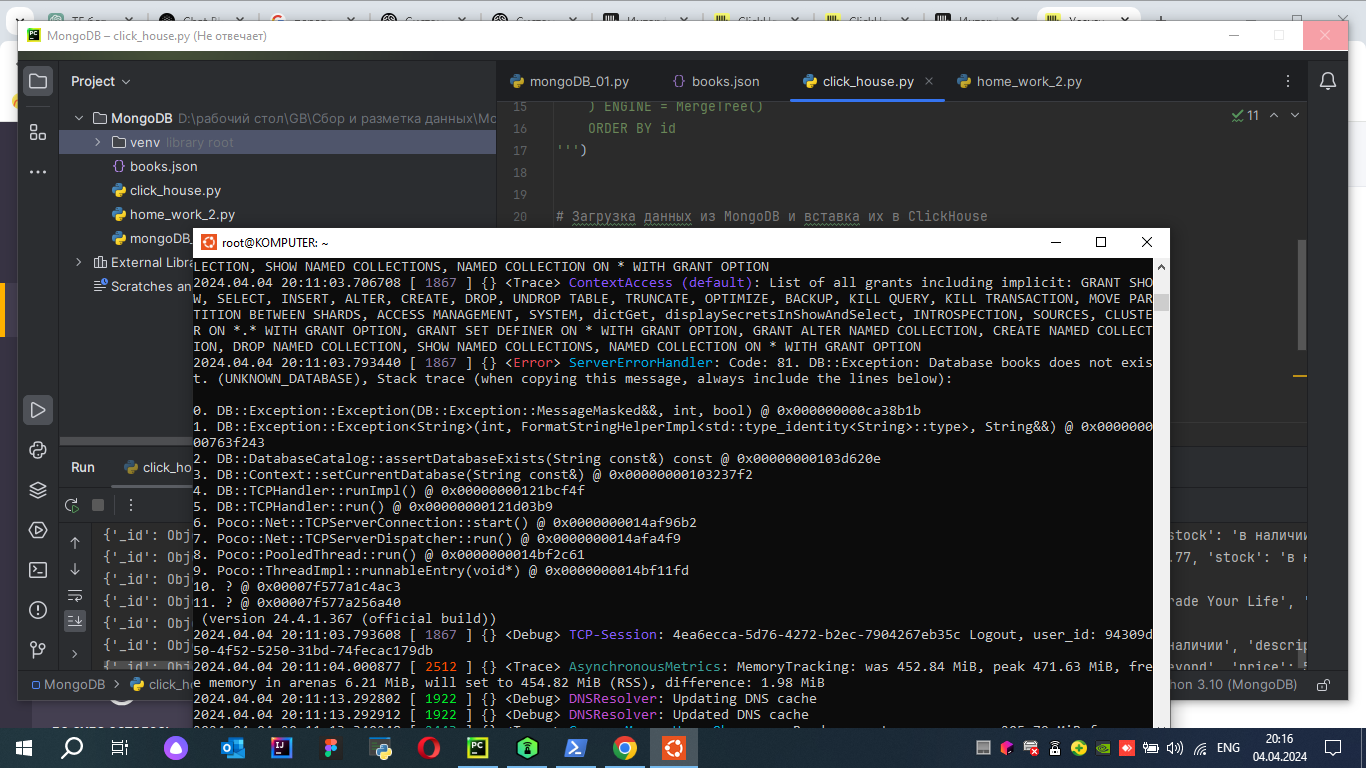 MongoDB – click_house.py (Не отвечает)
Project
mongoDB_01.py
books.json
click_house.py
home_work_2.py
MongoDB D:\рабочий стол\GB\Сбор и разметка данных\Mc
venv library root
books.json
click_house.py
home_work_2.py
mongoDB_
External Libra
Scratches an
15 ) ENGINE = MergeTree()
16 ORDER BY id
17 ''')
18
19
20 # Загрузка данных из MongoDB и вставка их в ClickHouse
11
root@KOMPUTER: ~
LECTION, SHOW NAMED COLLECTIONS, NAMED COLLECTION ON * WITH GRANT OPTION
2024.04.04 20:11:03.706708 [ 1867 ] {} <Trace> ContextAccess (default): List of all grants including implicit: GRANT SHO
W, SELECT, INSERT, ALTER, CREATE, DROP, UNDROP TABLE, TRUNCATE, OPTIMIZE, BACKUP, KILL QUERY, KILL TRANSACTION, MOVE PAR
TITION BETWEEN SHARDS, ACCESS MANAGEMENT, SYSTEM, dictGet, displaySecretsInShowAndSelect, INTROSPECTION, SOURCES, CLUSTE
R ON *.* WITH GRANT OPTION, GRANT SET DEFINER ON * WITH GRANT OPTION, GRANT ALTER NAMED COLLECTION, CREATE NAMED COLLECT
ION, DROP NAMED COLLECTION, SHOW NAMED COLLECTIONS, NAMED COLLECTION ON * WITH GRANT OPTION
2024.04.04 20:11:03.793440 [ 1867 ] {} <Error> ServerErrorHandler: Code: 81. DB::Exception: Database books does not exis
t. (UNKNOWN_DATABASE), Stack trace (when copying this message, always include the lines below):
0. DB::Exception::Exception(DB::Exception::MessageMasked&&, int, bool) @ 0x000000000ca38b1b
1. DB::Exception::Exception<String>(int, FormatStringHelperImpl<std::type_identity<String>::type>, String&&) @ 0x0000000
00763f243
2. DB::DatabaseCatalog::assertDatabaseExists(String const&) const @ 0x00000000103d620e
3. DB::Context::setCurrentDatabase(String const&) @ 0x00000000103237f2
4. DB::TCPHandler::runImpl() @ 0x00000000121bcf4f
5. DB::TCPHandler::run() @ 0x00000000121d03b9
6. Poco::Net::TCPServerConnection::start() @ 0x0000000014af96b2
7. Poco::Net::TCPServerDispatcher::run() @ 0x0000000014afa4f9
8. Poco::PooledThread::run() @ 0x0000000014bf2c61
9. Poco::ThreadImpl::runnableEntry(void*) @ 0x0000000014bf11fd
10. ? @ 0x00007f577a1c4ac3
11. ? @ 0x00007f577a256a40
(version 24.4.1.367 (official build))
2024.04.04 20:11:03.793608 [ 1867 ] {} <Debug> TCP-Session: 4ea6ecca-5d76-4272-b2ec-7904267eb35c Logout, user_id: 94309d
50-4f52-5250-31bd-74fecac179db
2024.04.04 20:11:04.000877 [ 2512 ] {} <Trace> AsynchronousMetrics: MemoryTracking: was 452.84 MiB, peak 471.63 MiB, fre
e memory in arenas 6.21 MiB, will set to 454.82 MiB (RSS), difference: 1.98 MiB
2024.04.04 20:11:13.292802 [ 1922 ] {} <Debug> DNSResolver: Updating DNS cache
2024.04.04 20:11:13.292912 [ 1922 ] {} <Debug> DNSResolver: Updated DNS cache
Run click_ho
{'_id': Obj
{'_id': Obj
{'_id': Obj
{'_id': Obj
{'_id': Obj
{'_id': Obj
{'_id': Obj
stock': 'в наличии
.77, 'stock': 'в н
rade Your Life', '
наличии', 'descrip
eyond', 'price':
MongoDB
click_h
hon 3.10 (MongoDB)
ENG
20:16
04.04.2024